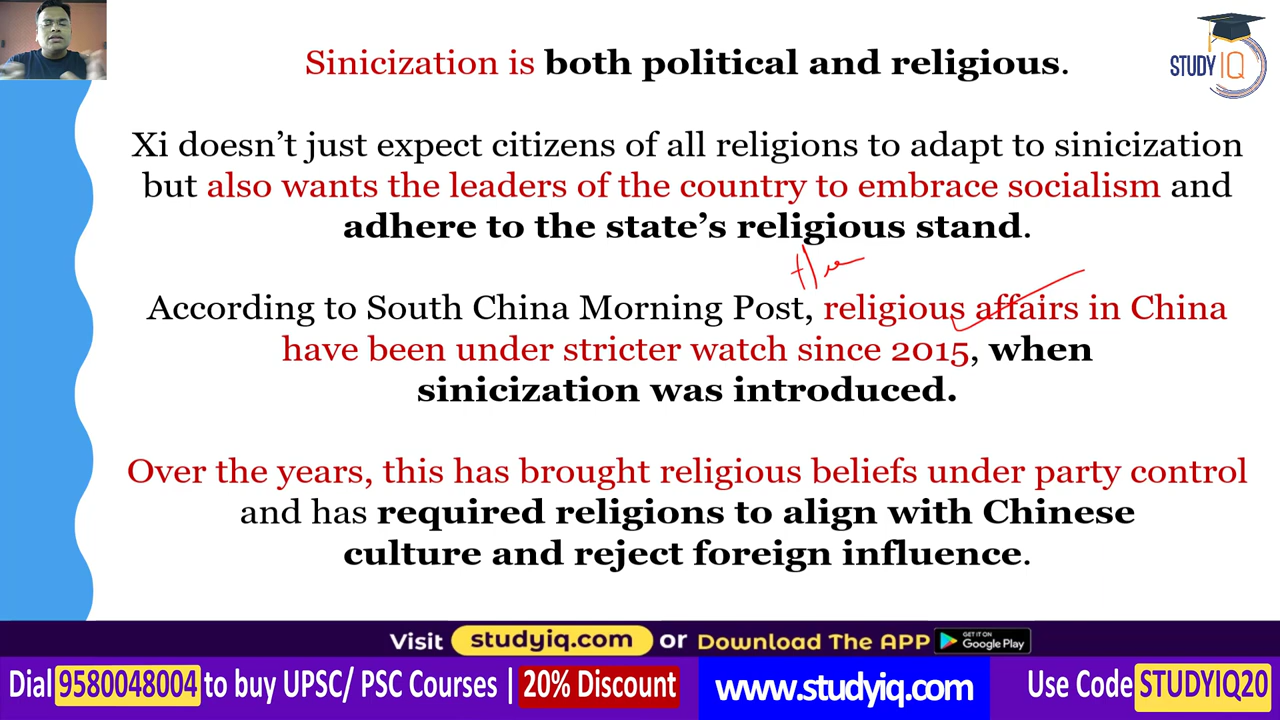 STUDY IQ
Sinicization is both political and religious.
Xi doesn’t just expect citizens of all religions to adapt to sinicization
but also wants the leaders of the country to embrace socialism and
adhere to the state’s religious stand.
According to South China Morning Post, religious affairs in China
have been under stricter watch since 2015, when
sinicization was introduced.
Over the years, this has brought religious beliefs under party control
and has required religions to align with Chinese
culture and reject foreign influence.
Visit studyiq.com or Download The APP GET IT ON Google Play
Dial 9580048004 to buy UPSC/ PSC Courses | 20% Discount www.studyiq.com Use Code STUDYIQ20